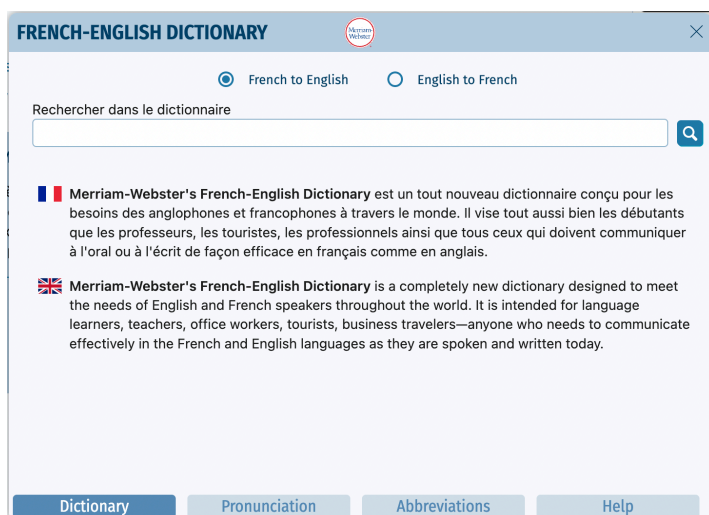 FRENCH-ENGLISH DICTIONARY
Merriam-
Webster
French to English English to French
Rechercher dans le dictionnaire
Merriam-Webster's French-English Dictionary est un tout nouveau dictionnaire conçu pour les
besoins des anglophones et francophones à travers le monde. Il vise tout aussi bien les débutants
que les professeurs, les touristes, les professionnels ainsi que tous ceux qui doivent communiquer
à l'oral ou à l'écrit de façon efficace en français comme en anglais.
Merriam-Webster's French-English Dictionary is a completely new dictionary designed to meet
the needs of English and French speakers throughout the world. It is intended for language
learners, teachers, office workers, tourists, business travelers—anyone who needs to communicate
effectively in the French and English languages as they are spoken and written today.
Dictionary Pronunciation Abbreviations Help